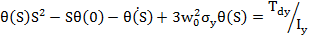 θ(S)S² − Sθ(0) − θ̇(S) + 3w₀²σᵧθ(S) = T_dy/I_y